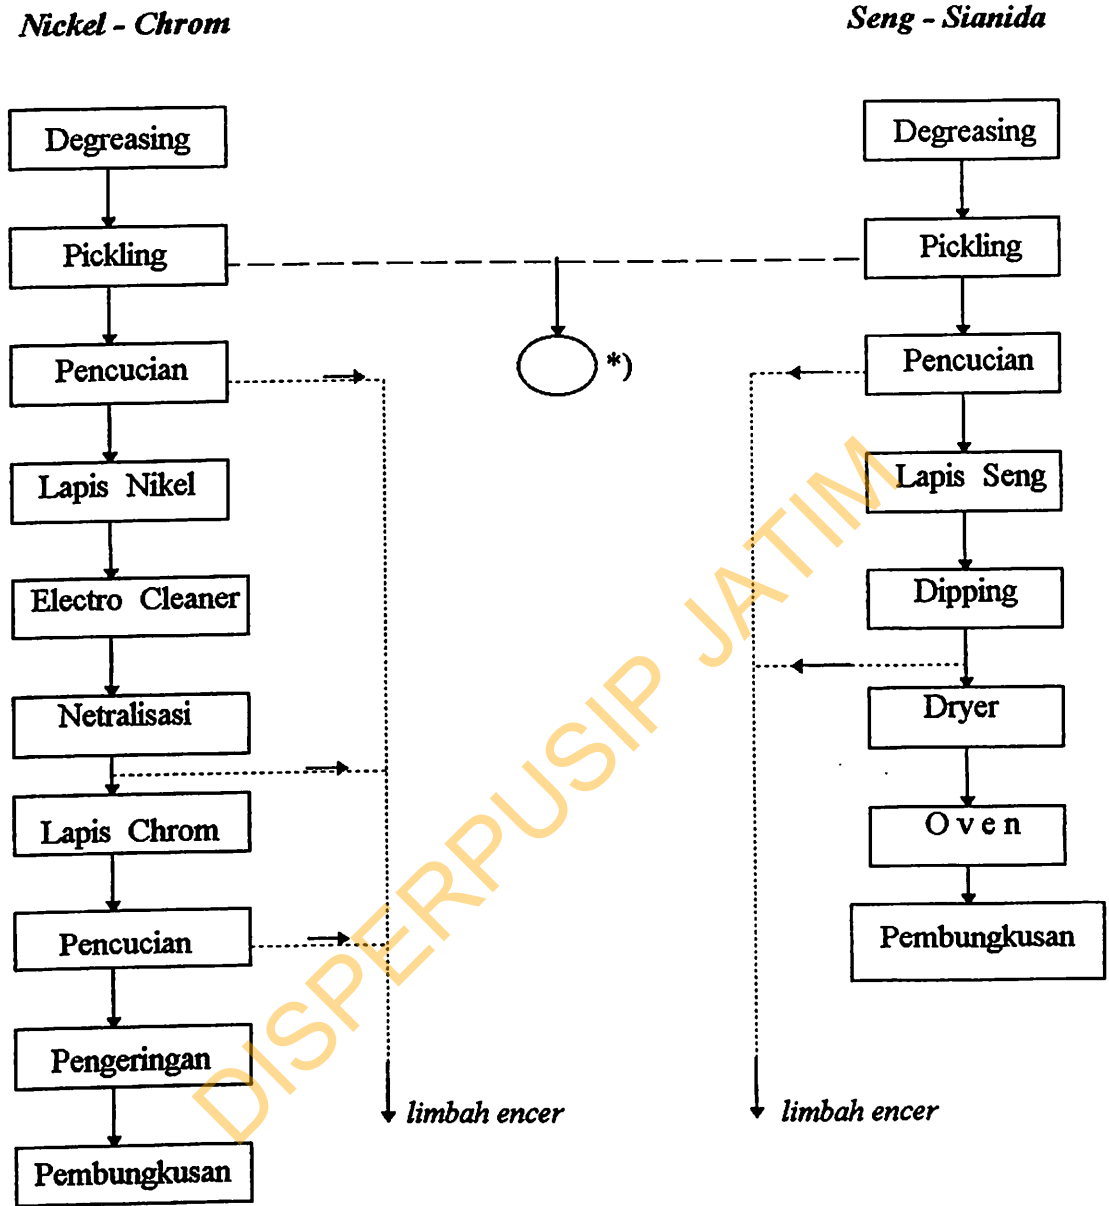 Nickel - Chrom
Degreasing
Pickling
Pencucian
Lapis Nikel
Electro Cleaner
Netralisasi
Lapis Chrom
Pencucian
Pengeringan
Pembungkusan
limbah encer
*)
Seng - Sianida
Degreasing
Pickling
Pencucian
Lapis Seng
Dipping
Dryer
O v e n
Pembungkusan
limbah encer
DISPERPUSIP JATIM